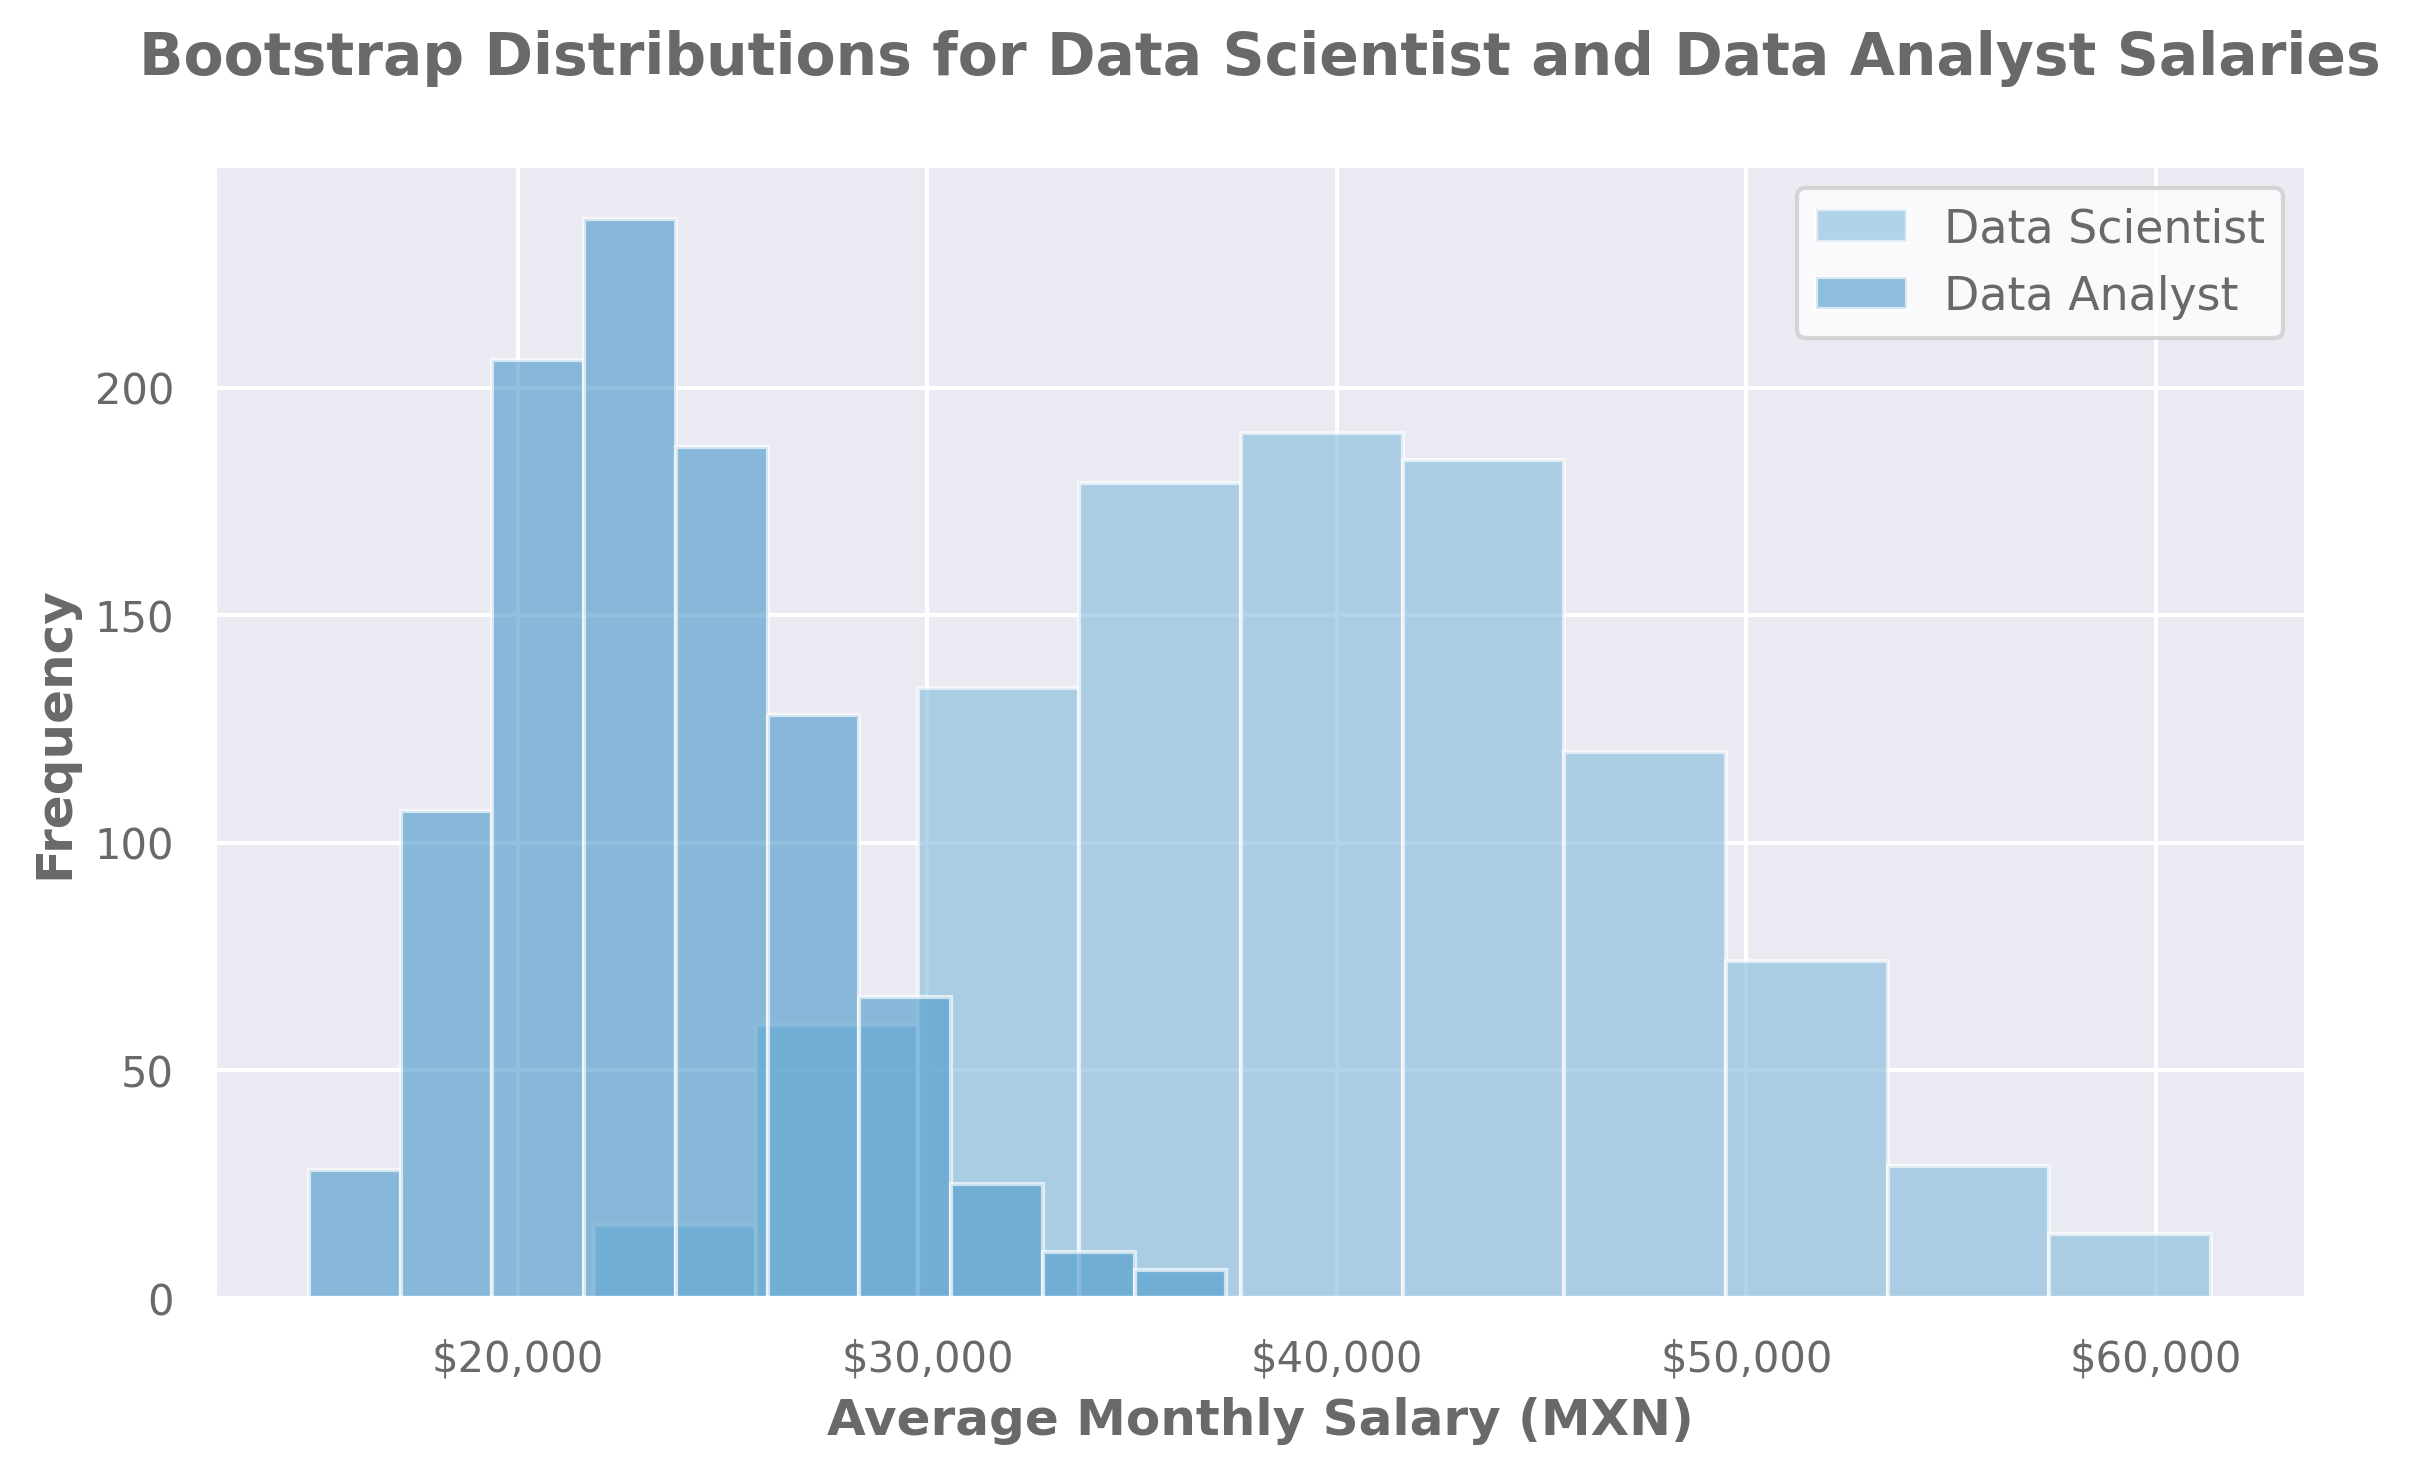 Bootstrap Distributions for Data Scientist and Data Analyst Salaries
Data Scientist
Data Analyst
200
150
100
50
0
Frequency
$20,000 $30,000 $40,000 $50,000 $60,000
Average Monthly Salary (MXN)